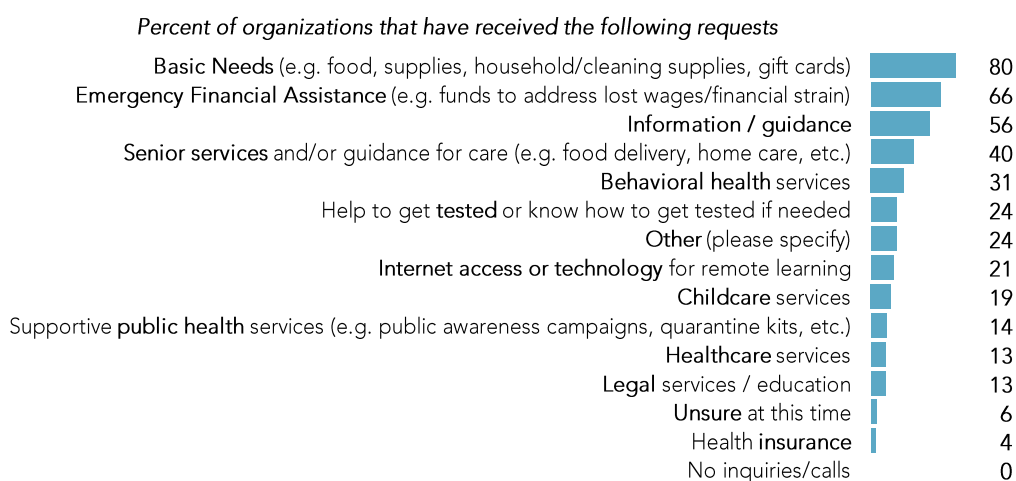 Percent of organizations that have received the following requests
Basic Needs (e.g. food, supplies, household/cleaning supplies, gift cards) 80
Emergency Financial Assistance (e.g. funds to address lost wages/financial strain) 66
Information / guidance 56
Senior services and/or guidance for care (e.g. food delivery, home care, etc.) 40
Behavioral health services 31
Help to get tested or know how to get tested if needed 24
Other (please specify) 24
Internet access or technology for remote learning 21
Childcare services 19
Supportive public health services (e.g. public awareness campaigns, quarantine kits, etc.) 14
Healthcare services 13
Legal services / education 13
Unsure at this time 6
Health insurance 4
No inquiries/calls 0